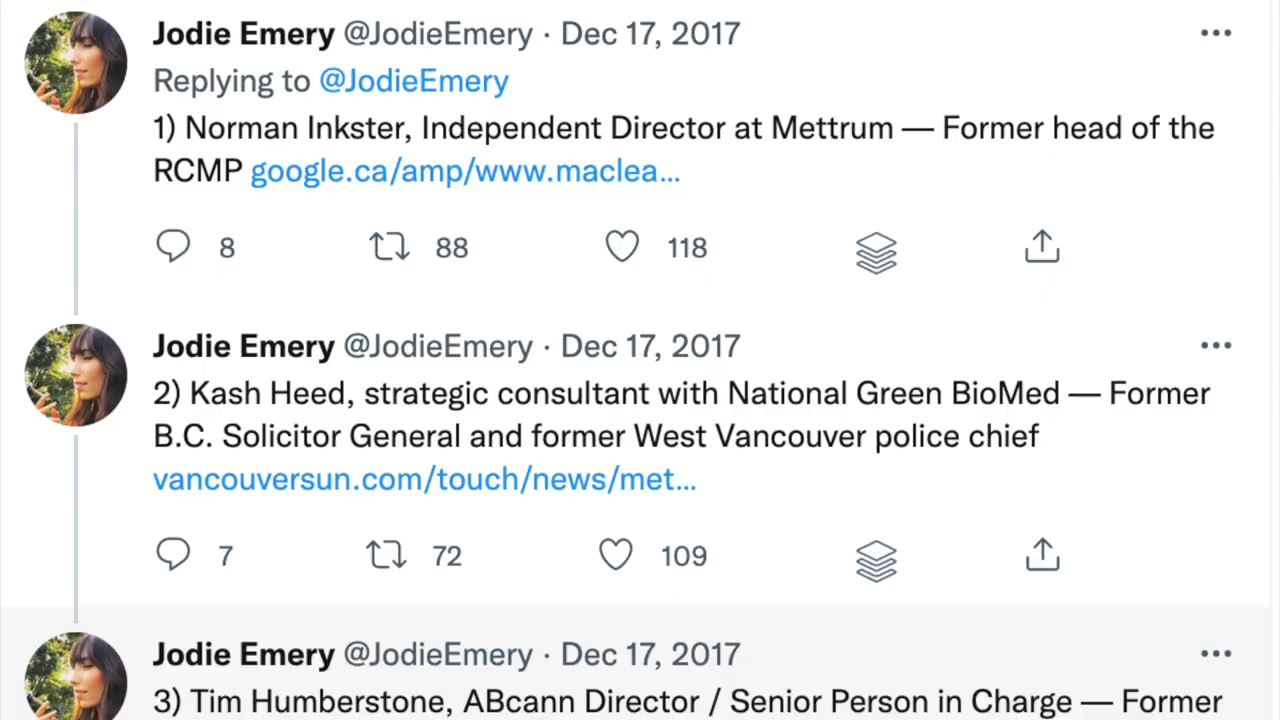 Jodie Emery @JodieEmery · Dec 17, 2017
Replying to @JodieEmery
1) Norman Inkster, Independent Director at Mettrum — Former head of the
RCMP google.ca/amp/www.maclea...
8 88 118
Jodie Emery @JodieEmery · Dec 17, 2017
2) Kash Heed, strategic consultant with National Green BioMed — Former
B.C. Solicitor General and former West Vancouver police chief
vancouversun.com/touch/news/met...
7 72 109
Jodie Emery @JodieEmery · Dec 17, 2017
3) Tim Humberstone, ABcann Director / Senior Person in Charge — Former